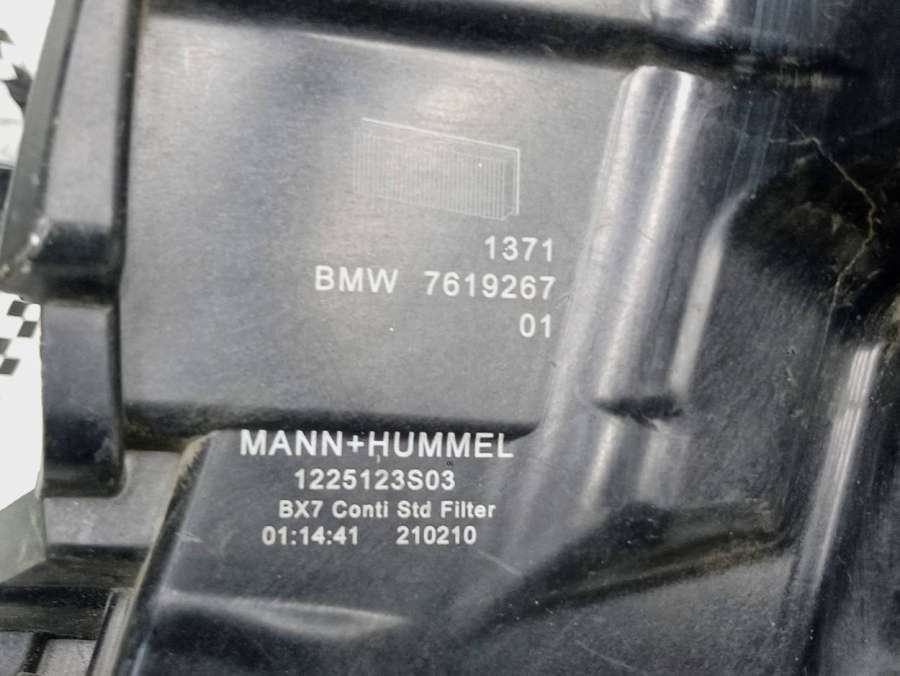 1371
BMW 7619267
01
MANN+HUMMEL
1225123S03
BX7 Conti Std Filter
01:14:41 210210